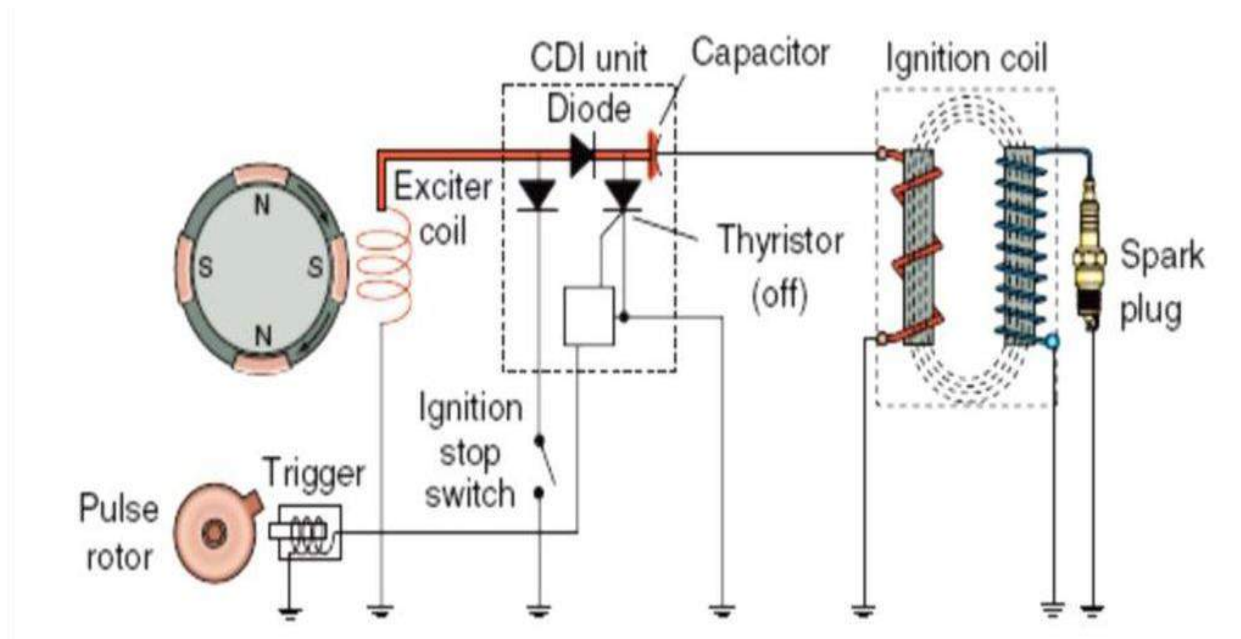 CDI unit
Capacitor
Ignition coil
Diode
Exciter
coil
N
S
S
N
Thyristor
(off)
Spark
plug
Ignition
stop
switch
Trigger
Pulse
rotor